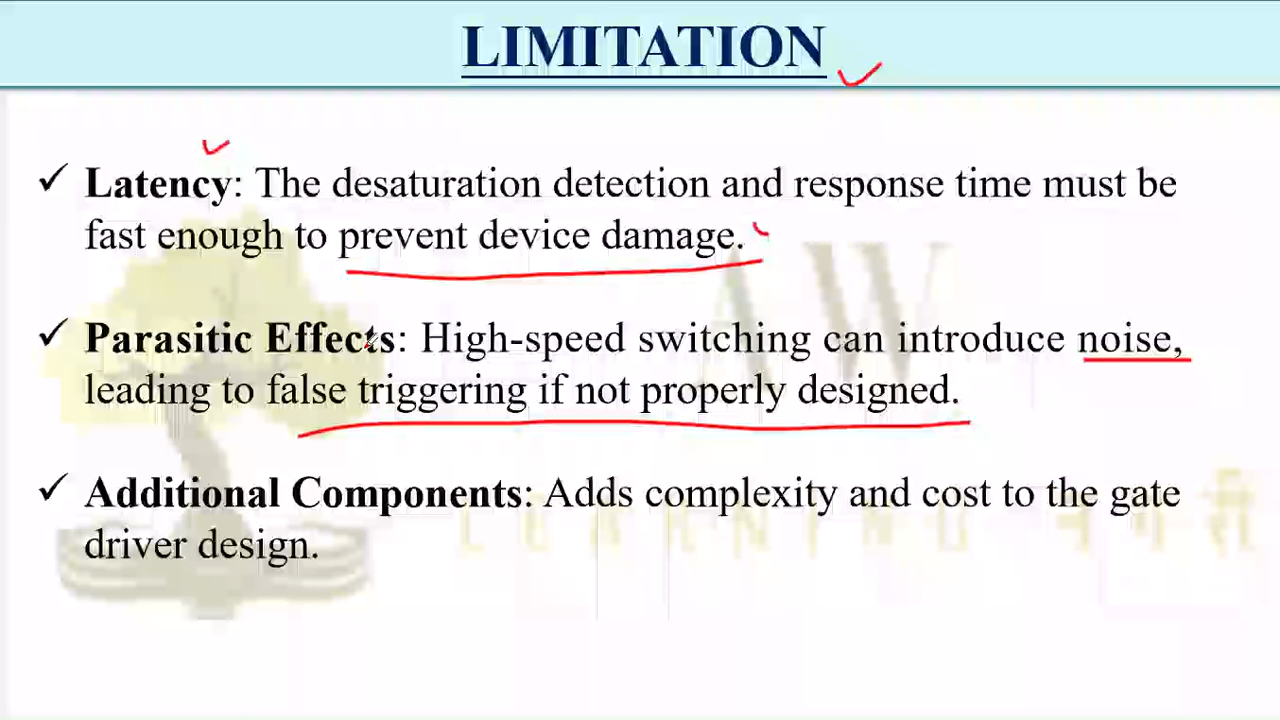 LIMITATION
✓ Latency: The desaturation detection and response time must be
fast enough to prevent device damage.
✓ Parasitic Effects: High-speed switching can introduce noise,
leading to false triggering if not properly designed.
AW
✓ Additional Components: Adds complexity and cost to the gate
driver design.